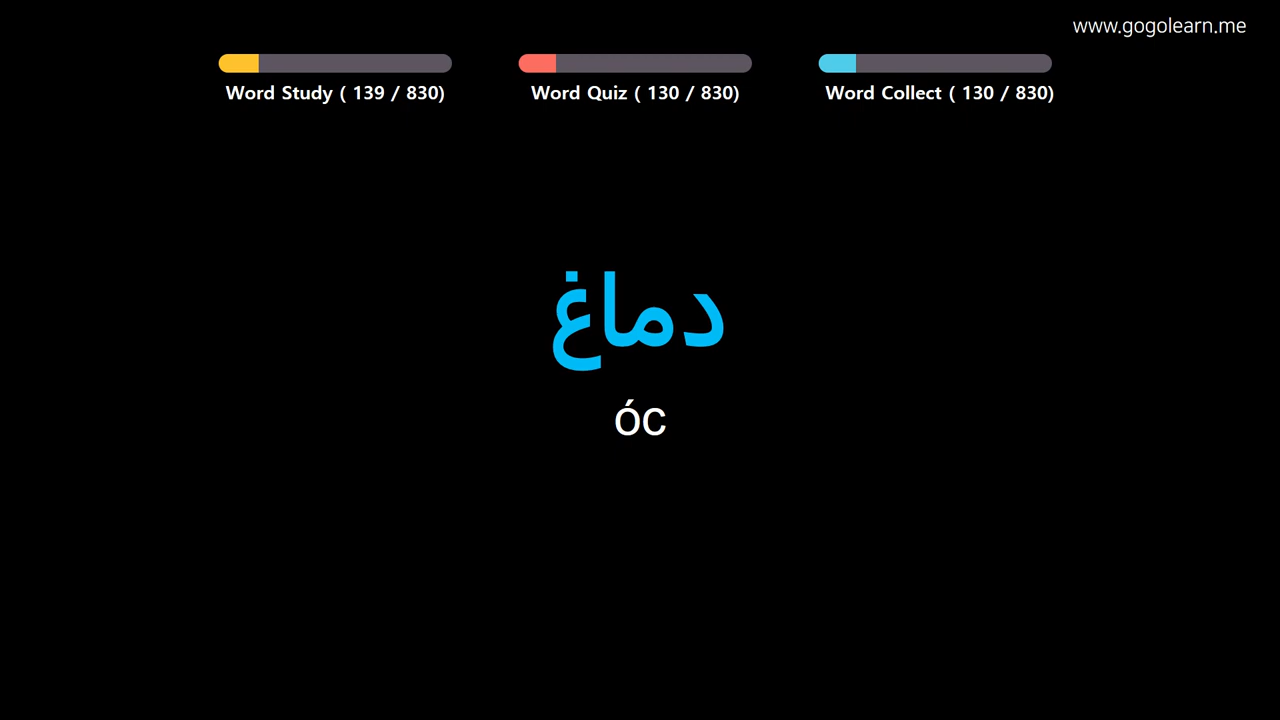 www.gogolearn.me
Word Study ( 139 / 830)
Word Quiz ( 130 / 830)
Word Collect ( 130 / 830)
دماغ
óc